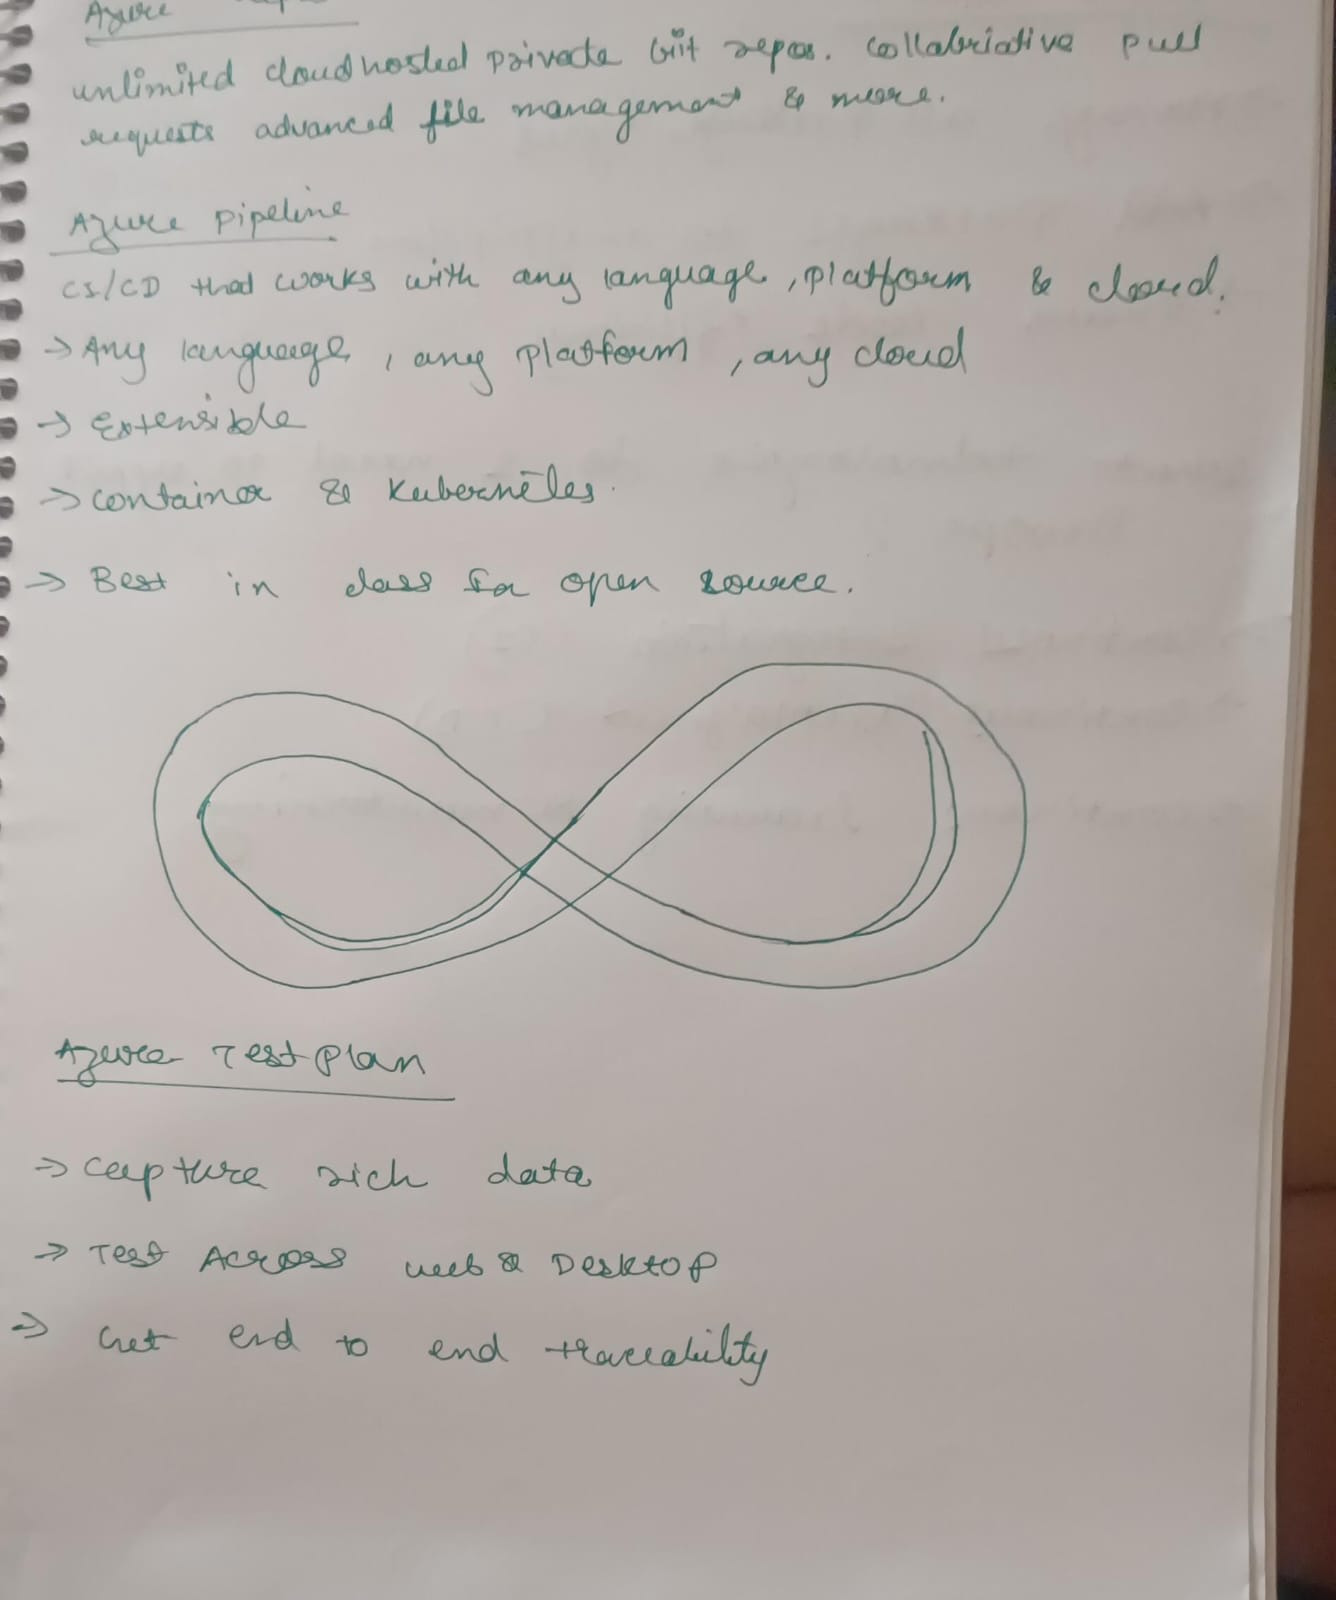 Azure
unlimited cloud hosted private Git repos. collabriative pull
requests advanced file management & more.
Azure pipeline
CS/CD that works with any language, platform & cloud.
→ Any language, any platform, any cloud
→ Extensible
→ container & Kubernetes.
→ Best in class for open source.
Azure Test Plan
→ capture rich data
→ Test Across web & Desktop
→ Get end to end traceability